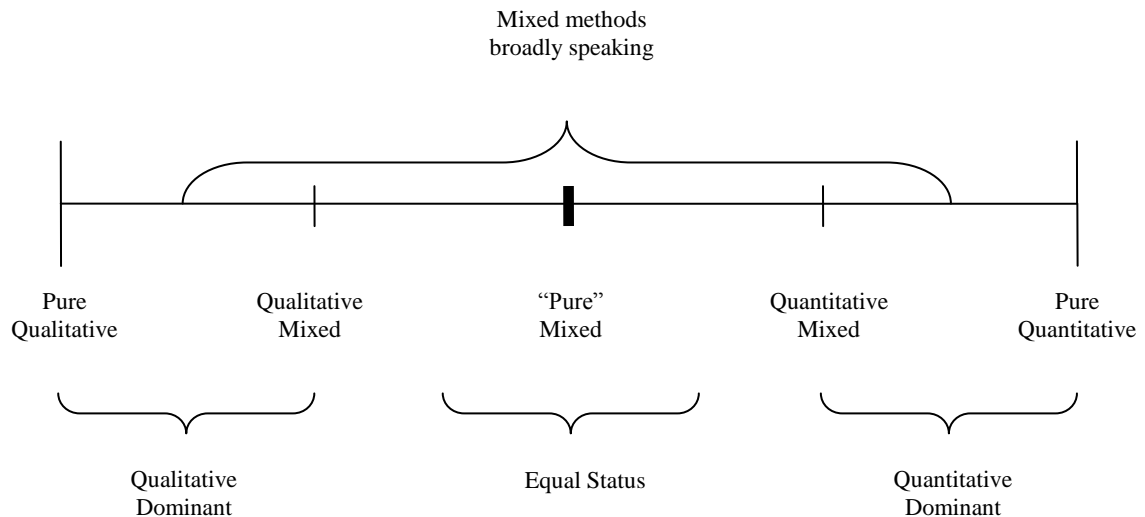 Mixed methods
broadly speaking
Pure
Qualitative
Qualitative
Mixed
“Pure”
Mixed
Quantitative
Mixed
Pure
Quantitative
Qualitative
Dominant
Equal Status
Quantitative
Dominant